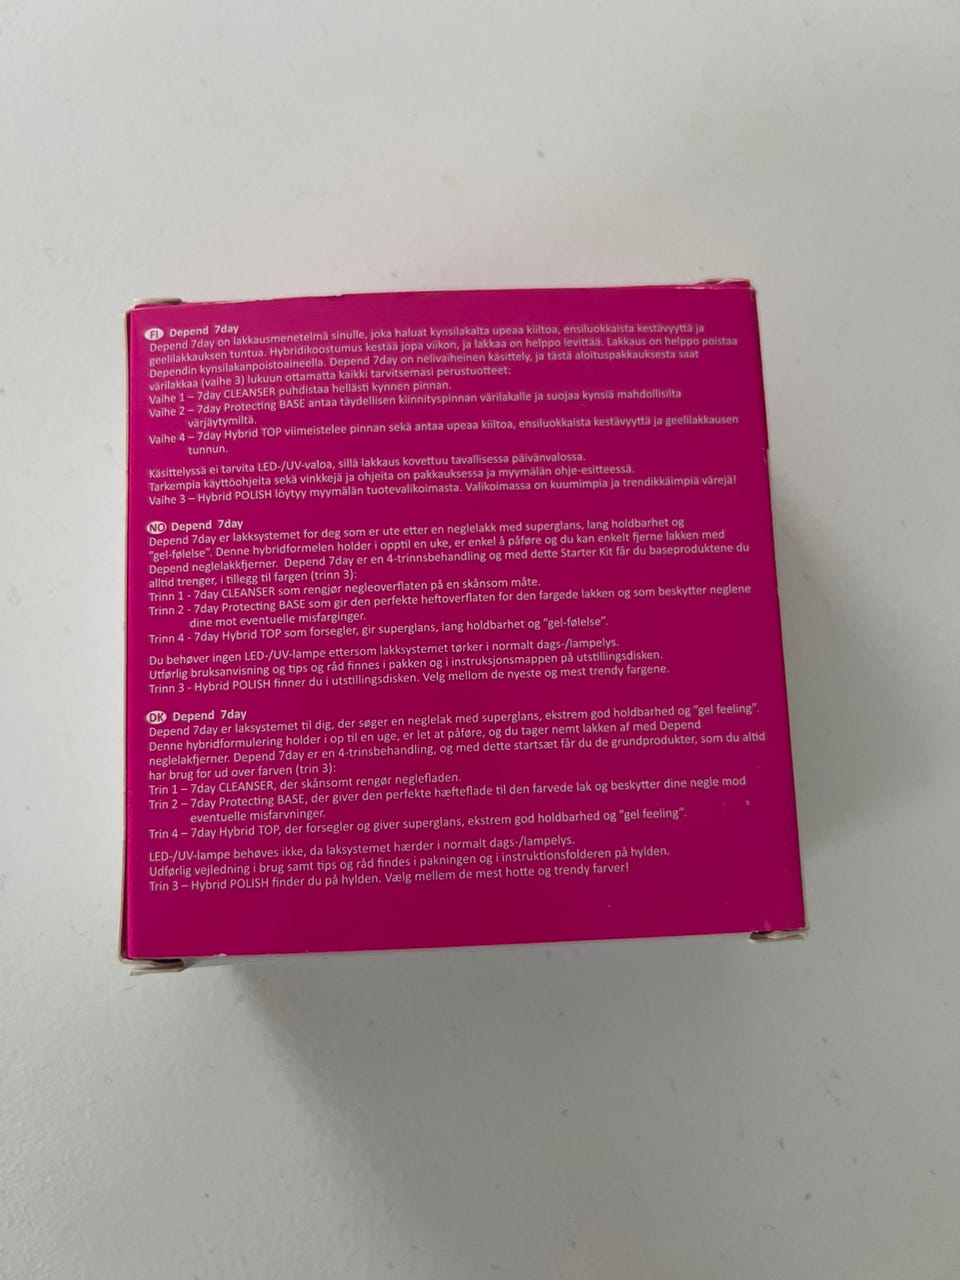 FI Depend 7day
Depend 7day on lakkausmenetelmä sinulle, joka haluat kynsilakalta upeaa kiiltoa, ensiluokkaista kestävyyttä ja
geelilakkauksen tuntua. Hybridikoostumus kestää jopa viikon, ja lakkaa on helppo levittää. Lakkaus on helppo poistaa
Dependin kynsilakanpoistoaineella. Depend 7day on nelivaiheinen käsittely, ja tästä aloituspakkauksesta saat
värilakkaa (vaihe 3) lukuun ottamatta kaikki tarvitsemasi perustuotteet:
Vaihe 1 – 7day CLEANSER puhdistaa hellästi kynnen pinnan.
Vaihe 2 – 7day Protecting BASE antaa täydellisen kiinnityspinnan värilakalle ja suojaa kynsiä mahdollisilta
värjäytymiltä.
Vaihe 4 – 7day Hybrid TOP viimeistelee pinnan sekä antaa upeaa kiiltoa, ensiluokkaista kestävyyttä ja geelilakkausen
tunnun.
Käsittelyssä ei tarvita LED-/UV-valoa, sillä lakkaus kovettuu tavallisessa päivänvalossa.
Tarkempia käyttöohjeita sekä vinkkejä ja ohjeita on pakkauksessa ja myymälän ohje-esitteessä.
Vaihe 3 – Hybrid POLISH löytyy myymälän tuotevalikoimasta. Valikoimassa on kuumimpia ja trendikkäimpiä värejä!
NO Depend 7day
Depend 7day er lakksystemet for deg som er ute etter en neglelakk med superglans, lang holdbarhet og
"gel-følelse". Denne hybridformelen holder i opptil en uke, er enkel å påføre og du kan enkelt fjerne lakken med
Depend neglelakkfjerner. Depend 7day er en 4-trinnsbehandling og med dette Starter Kit får du baseproduktene du
alltid trenger, i tillegg til fargen (trinn 3):
Trinn 1 - 7day CLEANSER som rengjør negleoverflaten på en skånsom måte.
Trinn 2 - 7day Protecting BASE som gir den perfekte heftoverflaten for den fargede lakken og som beskytter neglene
dine mot eventuelle misfarginger.
Trinn 4 - 7day Hybrid TOP som forsegler, gir superglans, lang holdbarhet og "gel-følelse".
Du behøver ingen LED-/UV-lampe ettersom lakksystemet tørker i normalt dags-/lampelys.
Utførlig bruksanvisning og tips og råd finnes i pakken og i instruksjonsmappen på utstillingsdisken.
Trinn 3 - Hybrid POLISH finner du i utstillingsdisken. Velg mellom de nyeste og mest trendy fargene.
DK Depend 7day
Depend 7day er laksystemet til dig, der søger en neglelak med superglans, ekstrem god holdbarhed og "gel feeling".
Denne hybridformulering holder i op til en uge, er let at påføre, og du tager nemt lakken af med Depend
neglelakfjerner. Depend 7day er en 4-trinsbehandling, og med dette startsæt får du de grundprodukter, som du altid
har brug for ud over farven (trin 3):
Trin 1 – 7day CLEANSER, der skånsomt rengør neglefladen.
Trin 2 – 7day Protecting BASE, der giver den perfekte hæfteflade til den farvede lak og beskytter dine negle mod
eventuelle misfarvninger.
Trin 4 – 7day Hybrid TOP, der forsegler og giver superglans, ekstrem god holdbarhed og "gel feeling".
LED-/UV-lampe behøves ikke, da laksystemet hærder i normalt dags-/lampelys.
Udførlig vejledning i brug samt tips og råd findes i pakningen og i instruktionsfolderen på hylden.
Trin 3 – Hybrid POLISH finder du på hylden. Vælg mellem de mest hotte og trendy farver!